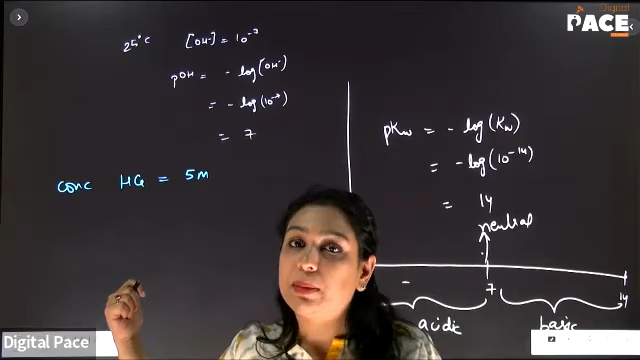 25°C [OH-] = 10^-7
pOH = - log[OH-]
= - log(10^-7)
= 7
conc HCl = 5M
pKw = - log(Kw)
= - log(10^-14)
= 14
neutral
7
14
acidic
basic
Digital
PACE
Digital Pace